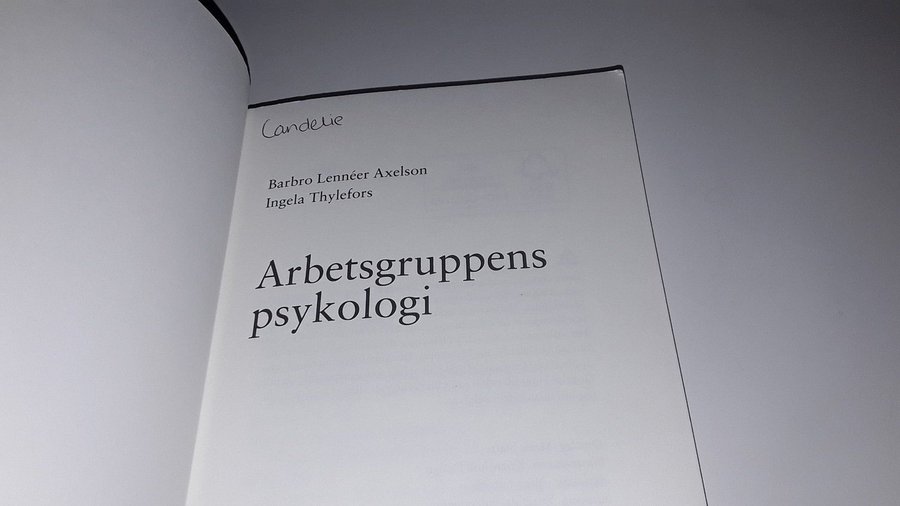 Candelie
Barbro Lennéer Axelson
Ingela Thylefors
Arbetsgruppens
psykologi